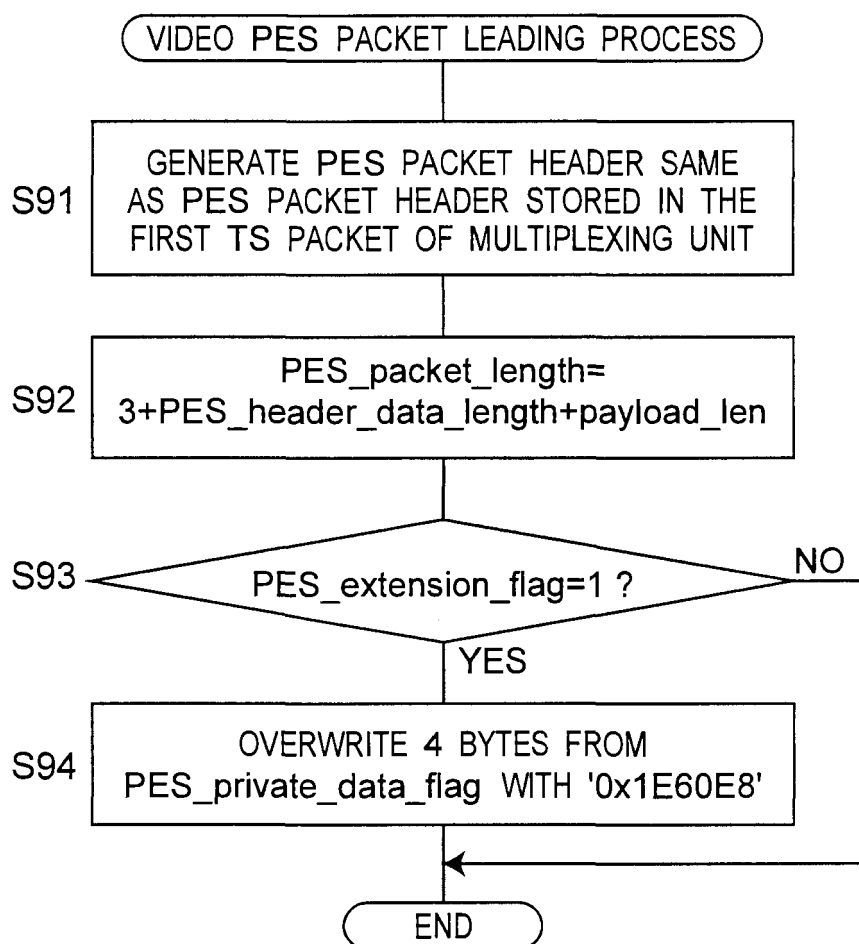 VIDEO PES PACKET LEADING PROCESS
S91
GENERATE PES PACKET HEADER SAME
AS PES PACKET HEADER STORED IN THE
FIRST TS PACKET OF MULTIPLEXING UNIT
S92
PES_packet_length=
3+PES_header_data_length+payload_len
S93
PES_extension_flag=1 ?
NO
YES
S94
OVERWRITE 4 BYTES FROM
PES_private_data_flag WITH '0x1E60E8'
END